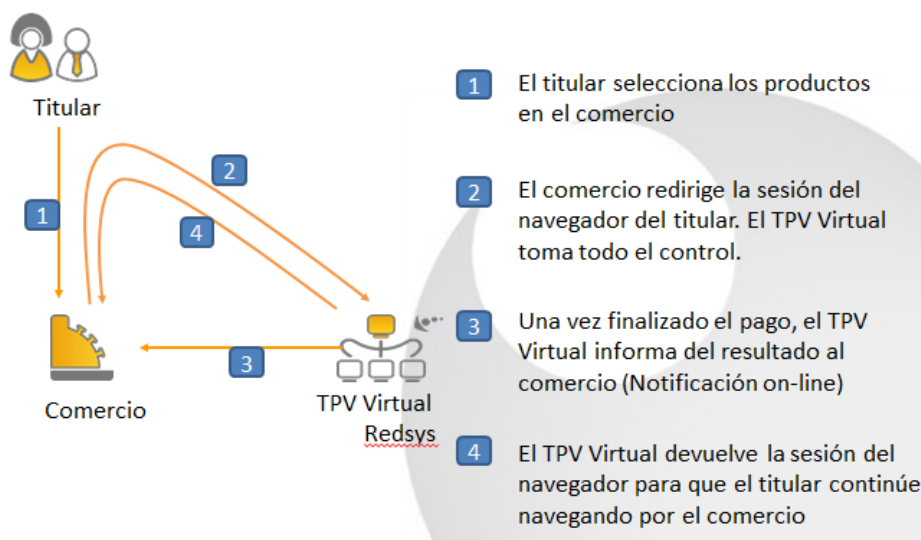 Titular
1
2
4
3
Comercio
TPV Virtual
Redsys
1 El titular selecciona los productos
en el comercio
2 El comercio redirige la sesión del
navegador del titular. El TPV Virtual
toma todo el control.
3 Una vez finalizado el pago, el TPV
Virtual informa del resultado al
comercio (Notificación on-line)
4 El TPV Virtual devuelve la sesión del
navegador para que el titular continúe
navegando por el comercio